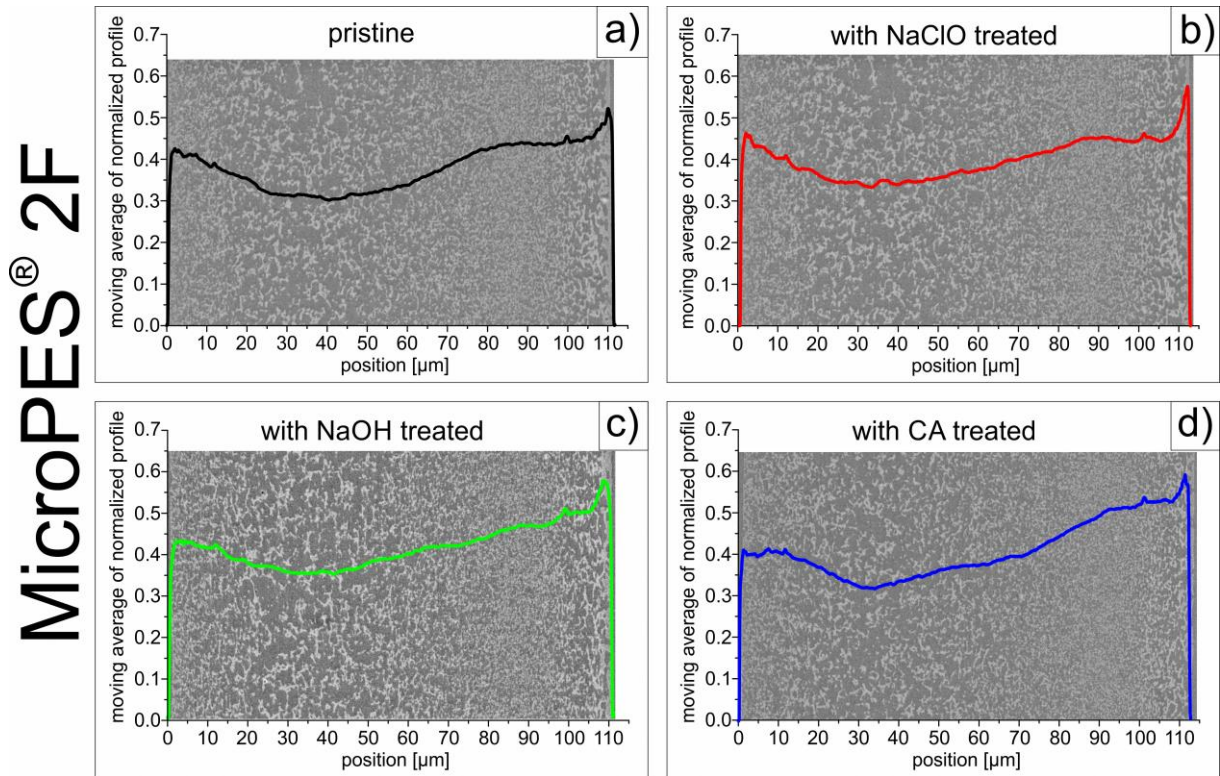 MicroPES® 2F
pristine
a)
moving average of normalized profile
0.7
0.6
0.5
0.4
0.3
0.2
0.1
0.0
0 10 20 30 40 50 60 70 80 90 100 110
position [µm]
with NaClO treated
b)
moving average of normalized profile
0.7
0.6
0.5
0.4
0.3
0.2
0.1
0.0
0 10 20 30 40 50 60 70 80 90 100 110
position [µm]
with NaOH treated
c)
moving average of normalized profile
0.7
0.6
0.5
0.4
0.3
0.2
0.1
0.0
0 10 20 30 40 50 60 70 80 90 100 110
position [µm]
with CA treated
d)
moving average of normalized profile
0.7
0.6
0.5
0.4
0.3
0.2
0.1
0.0
0 10 20 30 40 50 60 70 80 90 100 110
position [µm]